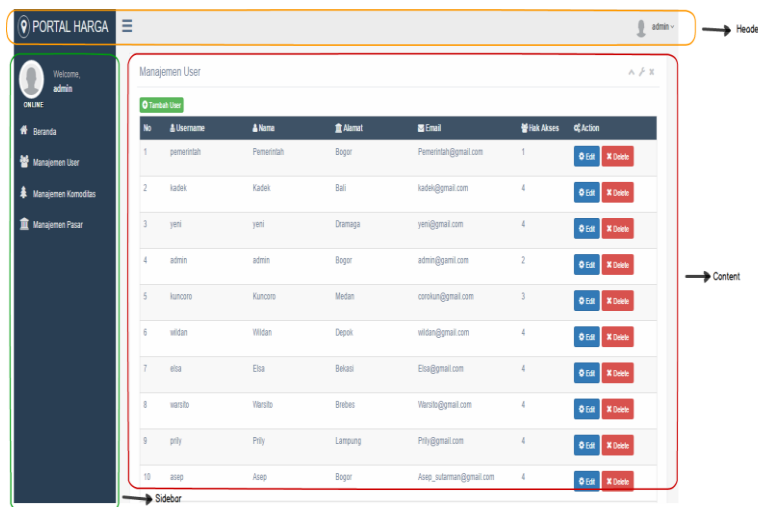 PORTAL HARGA
admin
Heade
Welcome,
admin
ONLINE
Beranda
Manajemen User
Manajemen Komoditas
Manajemen Pasar
Manajemen User
Tambah User
No Username Nama Alamat Email Hak Akses Action
1 pemerintah Pemerintah Bogor Pemerintah@gmail.com 1 Edit Delete
2 kadek Kadek Bali kadek@gmail.com 4 Edit Delete
3 yeni yeni Dramaga yeni@gmail.com 4 Edit Delete
4 admin admin Bogor admin@gamil.com 2 Edit Delete
5 kuncoro Kuncoro Medan corokun@gmail.com 3 Edit Delete
6 wildan Wildan Depok wildan@gmail.com 4 Edit Delete
7 elsa Elsa Bekasi Elsa@gmail.com 4 Edit Delete
8 warsito Warsito Brebes Warsito@gmail.com 4 Edit Delete
9 prily Prily Lampung Prily@gmail.com 4 Edit Delete
10 asep Asep Bogor Asep_sutarman@gmail.com 4 Edit Delete
Content
Sidebar